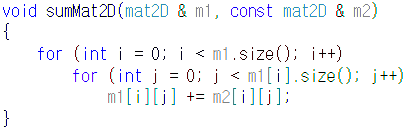 void sumMat2D(mat2D & m1, const mat2D & m2)
{
    for (int i = 0; i < m1.size(); i++)
        for (int j = 0; j < m1[i].size(); j++)
            m1[i][j] += m2[i][j];
}